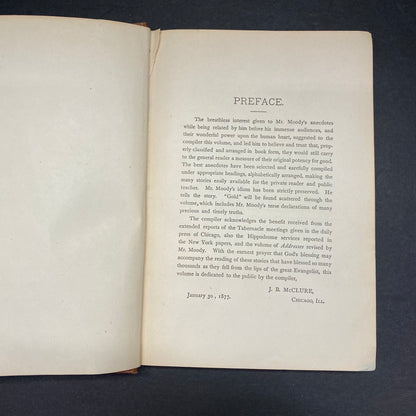 PREFACE.
The breathless interest given to Mr. Moody's anecdotes
while being related by him before his immense audiences, and
their wonderful power upon the human heart, suggested to the
compiler this volume, and led him to believe and trust that, prop-
erly classified and arranged in book form, they would still carry
to the general reader a measure of their original potency for good.
The best anecdotes have been selected and carefully compiled
under appropriate headings, alphabetically arranged, making the
many stories easily available for the private reader and public
teacher. Mr. Moody's idiom has been strictly preserved. He
tells the story. "Gold" will be found scattered through the
volume, which includes Mr. Moody's terse declarations of many
precious and timely truths.
The compiler acknowledges the benefit received from the
extended reports of the Tabernacle meetings given in the daily
press of Chicago, also the Hippodrome services reported in
the New York papers, and the volume of Addresses revised by
Mr. Moody. With the earnest prayer that God's blessing may
accompany the reading of these stories that have blessed so many
thousands as they fell from the lips of the great Evangelist, this
volume is dedicated to the public by the compiler,
J. B. McCLURE,
January 30, 1877. CHICAGO, ILL.